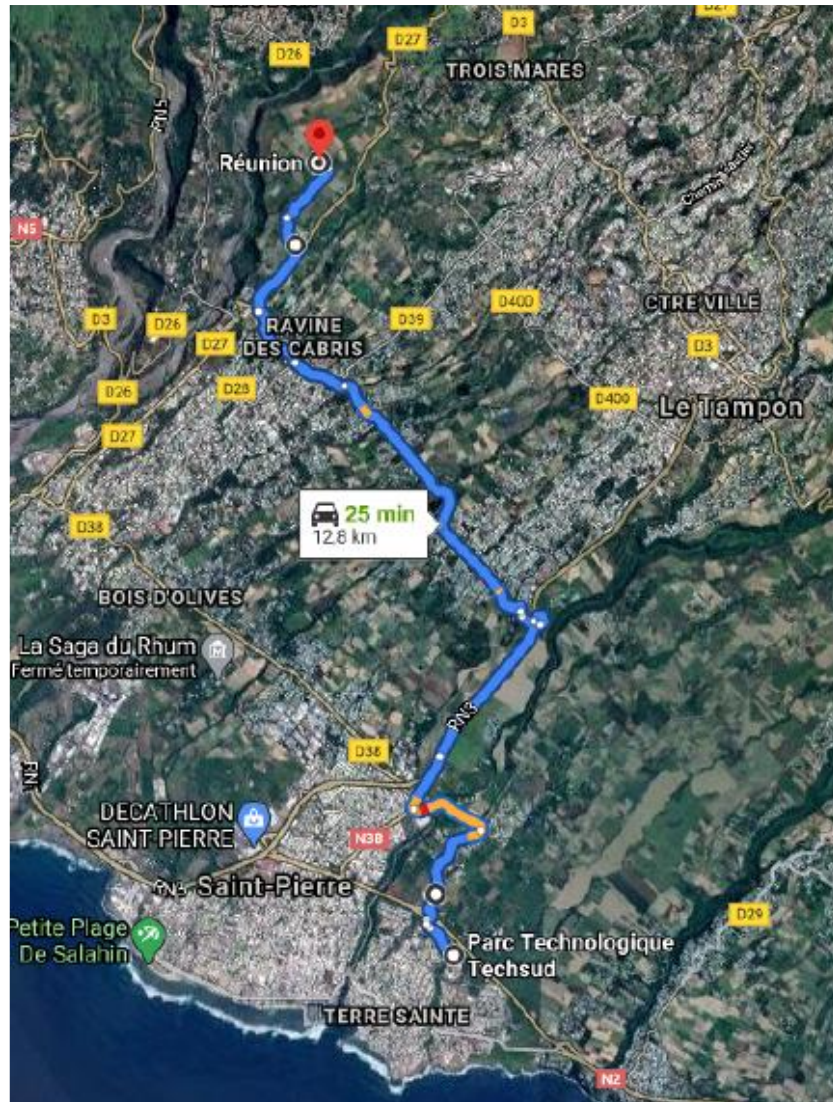 D27
D3
D27
D26
TROIS MARES
RN5
Réunion
N5
D400
CTRE VILLE
D3
D26
D39
RAVINE
DES CABRIS
D27
D3
D26
D28
D400
Le Tampon
D27
25 min
12,8 km
D38
BOIS D'OLIVES
La Saga du Rhum
Fermé temporairement
RN3
D38
RN1
DECATHLON
SAINT PIERRE
N3B
Saint-Pierre
D29
Petite Plage
De Salahin
Parc Technologique
Techsud
TERRE SAINTE
N2